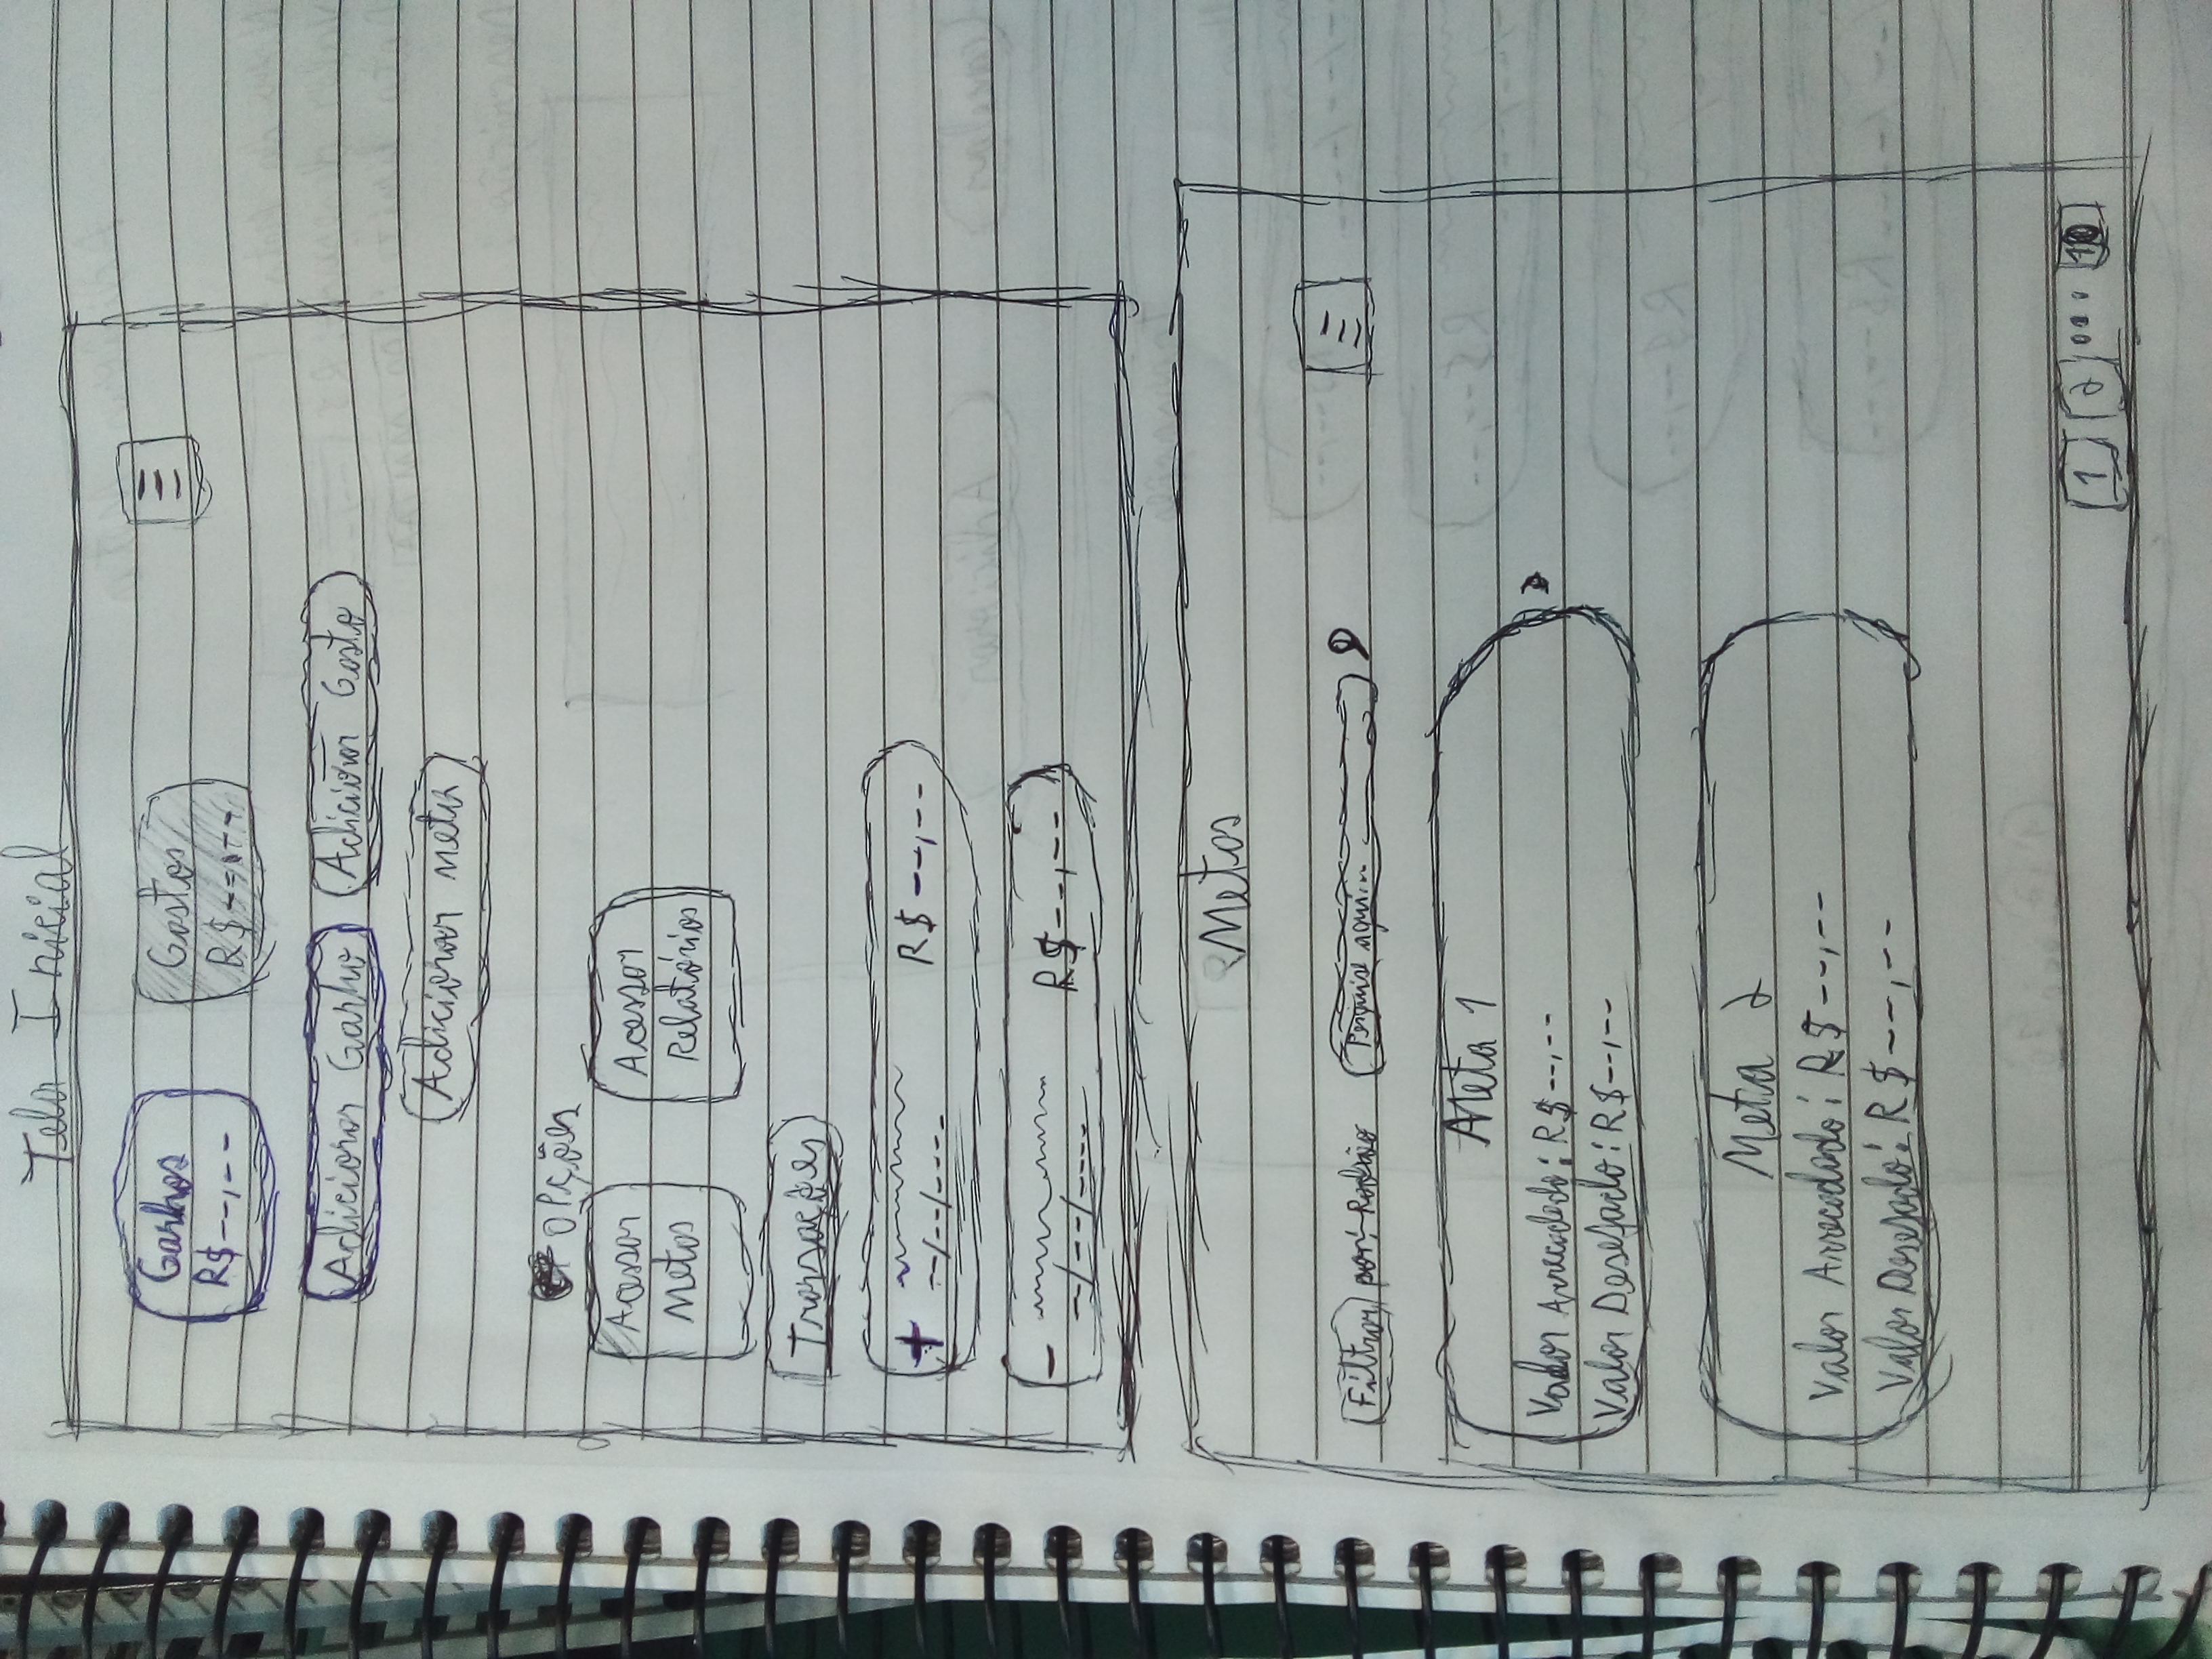 Tela Inicial
Ganhos
R$--,--
Gastos
R$--,--
Adicionar Ganho
Adicionar Gasto
Adicionar meta
Opções
Acessar
Metas
Acessar
Relatórios
Transações
+ R$--,--
--/--/----
- R$--,--
--/--/----
Metas
Filtrar por:
Pesquise aqui...
Meta 1
Valor Arrecadado: R$--,--
Valor Desejado: R$--,--
Meta 2
Valor Arrecadado: R$--,--
Valor Desejado: R$--,--
1 2 ... 10